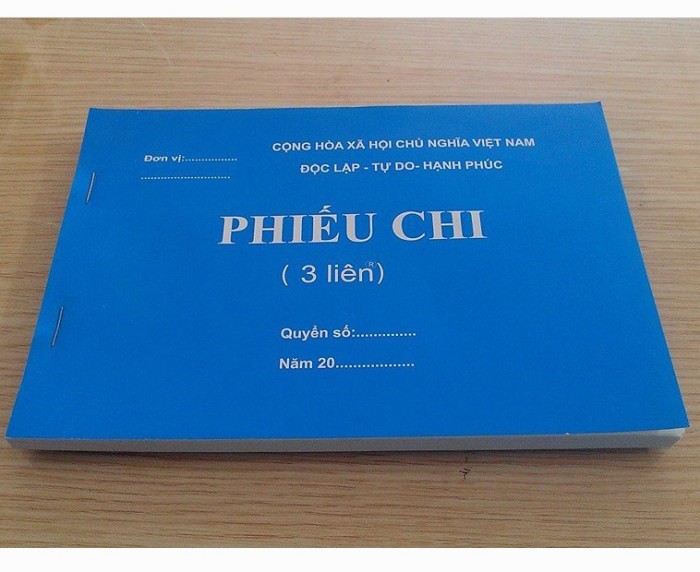 Đơn vị:................
...........................
CỘNG HÒA XÃ HỘI CHỦ NGHĨA VIỆT NAM
ĐỘC LẬP - TỰ DO- HẠNH PHÚC
PHIẾU CHI
( 3 liên)
®
Quyển số:..............
Năm 20..................